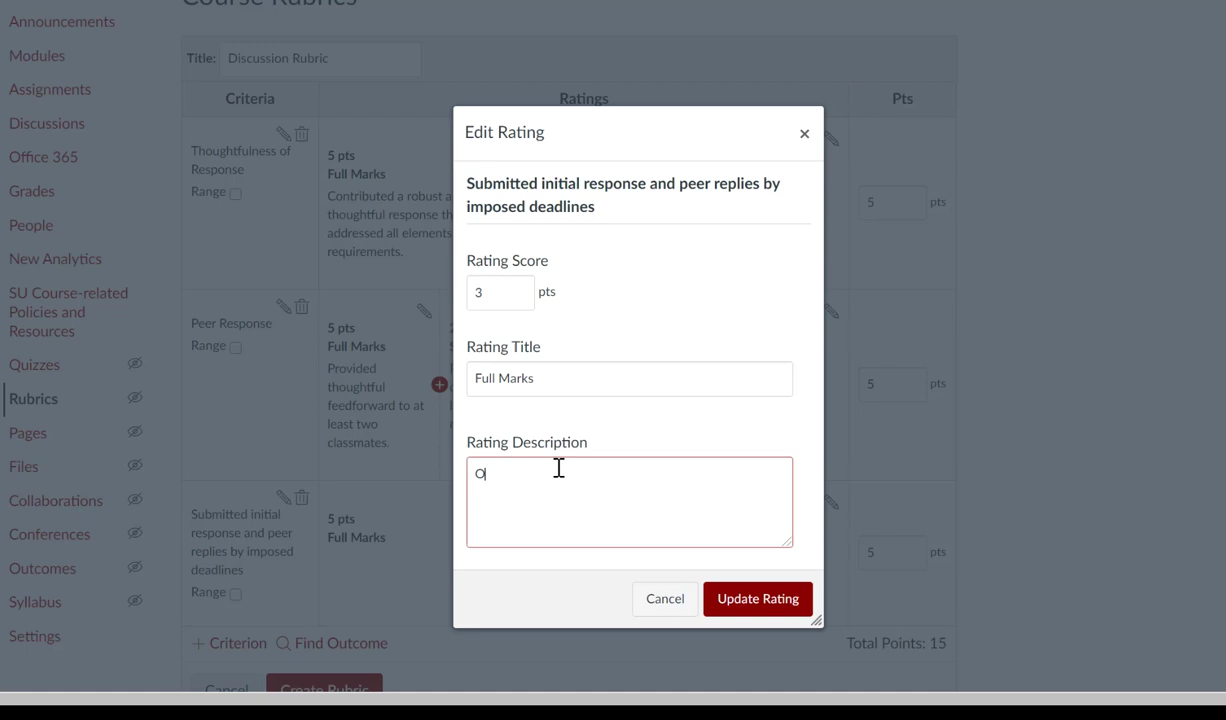 Course Rubrics
Announcements
Modules
Assignments
Discussions
Office 365
Grades
People
New Analytics
SU Course-related
Policies and
Resources
Quizzes
Rubrics
Pages
Files
Collaborations
Conferences
Outcomes
Syllabus
Settings
Title: Discussion Rubric
Criteria Ratings Pts
Thoughtfulness of
Response
Range
5 pts
Full Marks
Contributed a robust a
thoughtful response th
addressed all elements
requirements.
5 pts
Peer Response
Range
5 pts
Full Marks
Provided
thoughtful
feedforward to at
least two
classmates.
5 pts
Submitted initial
response and peer
replies by imposed
deadlines
Range
5 pts
Full Marks
5 pts
+ Criterion Find Outcome
Total Points: 15
Cancel Create Rubric
Edit Rating ×
Submitted initial response and peer replies by
imposed deadlines
Rating Score
3 pts
Rating Title
Full Marks
Rating Description
O
Cancel Update Rating